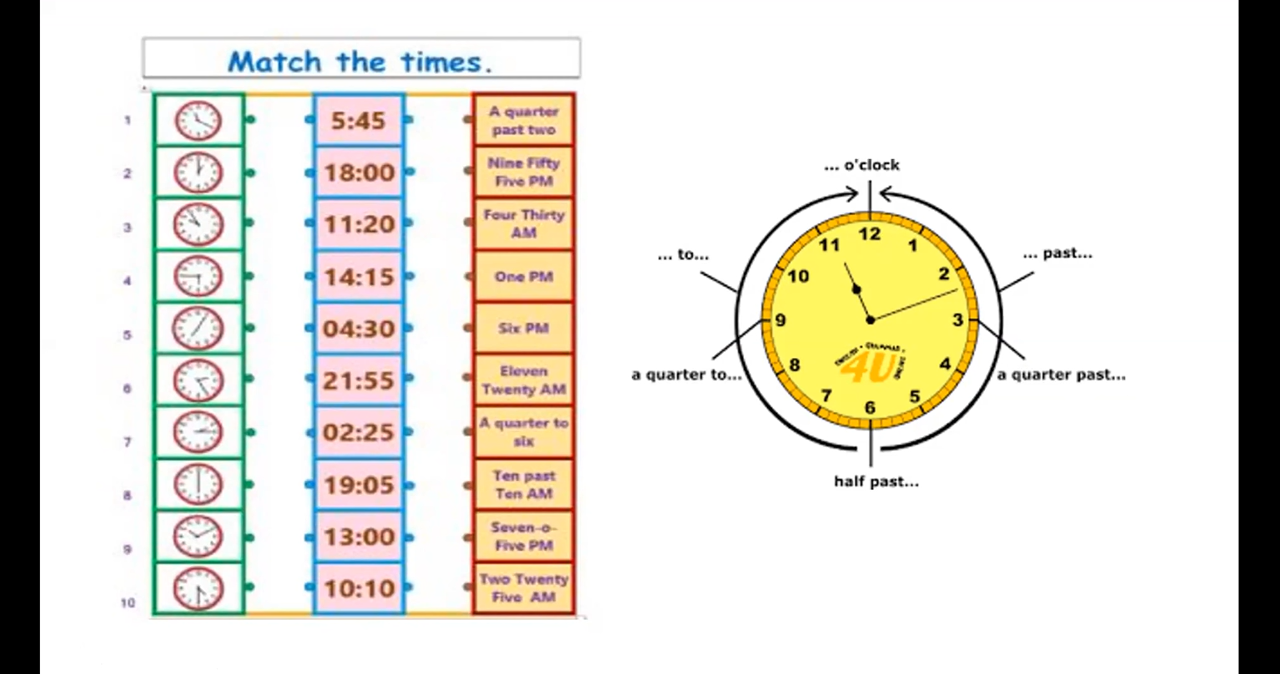 Match the times.
1
5:45
A quarter
past two
2
18:00
Nine Fifty
Five PM
3
11:20
Four Thirty
AM
4
14:15
One PM
5
04:30
Six PM
6
21:55
Eleven
Twenty AM
7
02:25
A quarter to
six
8
19:05
Ten past
Ten AM
9
13:00
Seven-o-
Five PM
10
10:10
Two Twenty
Five AM
... o'clock
... to...
... past...
a quarter to...
a quarter past...
half past...
12
1
2
3
4
5
6
7
8
9
10
11
ENGLISH • GRAMMAR •
4U
ONLINE